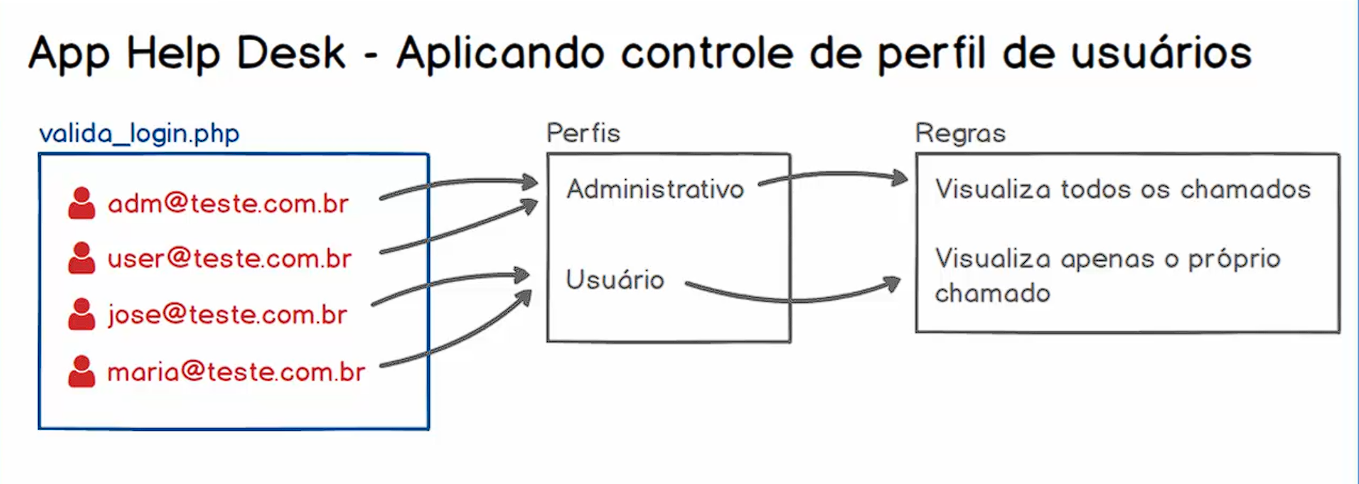 App Help Desk - Aplicando controle de perfil de usuários
valida_login.php
adm@teste.com.br
user@teste.com.br
jose@teste.com.br
maria@teste.com.br
Perfis
Administrativo
Usuário
Regras
Visualiza todos os chamados
Visualiza apenas o próprio
chamado